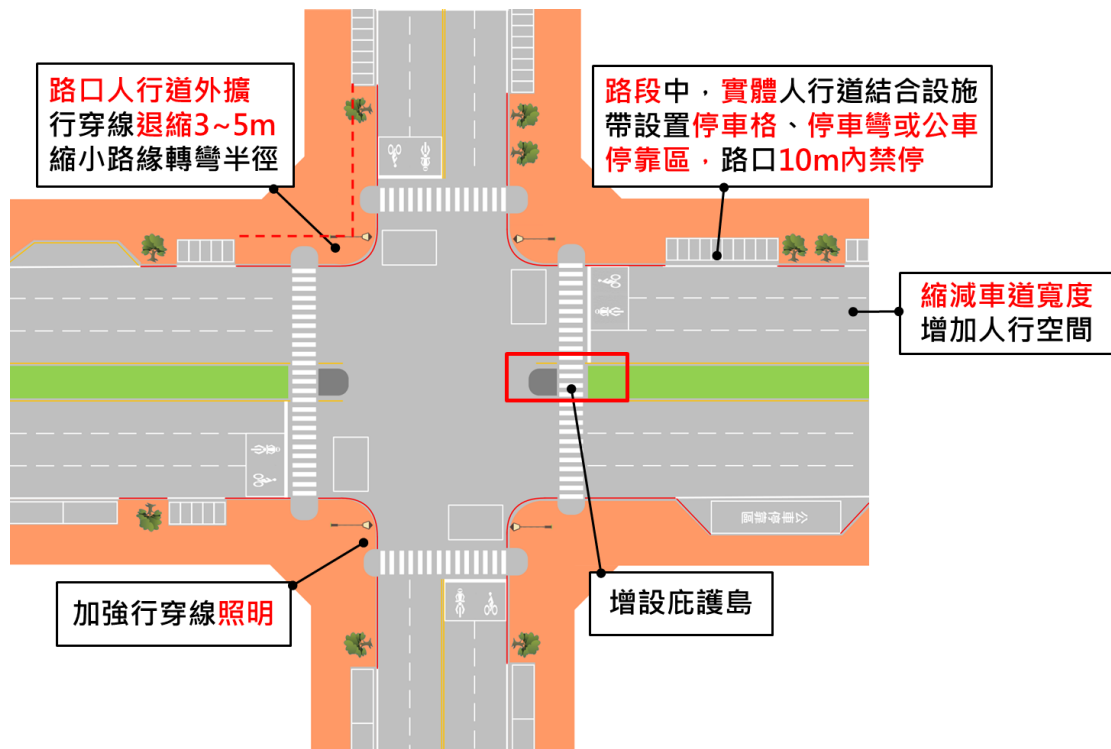 路口人行道外擴
行穿線退縮3~5m
縮小路緣轉彎半徑
路段中，實體人行道結合設施
帶設置停車格、停車彎或公車
停靠區，路口10m內禁停
縮減車道寬度
增加人行空間
公車停靠區
加強行穿線照明
增設庇護島